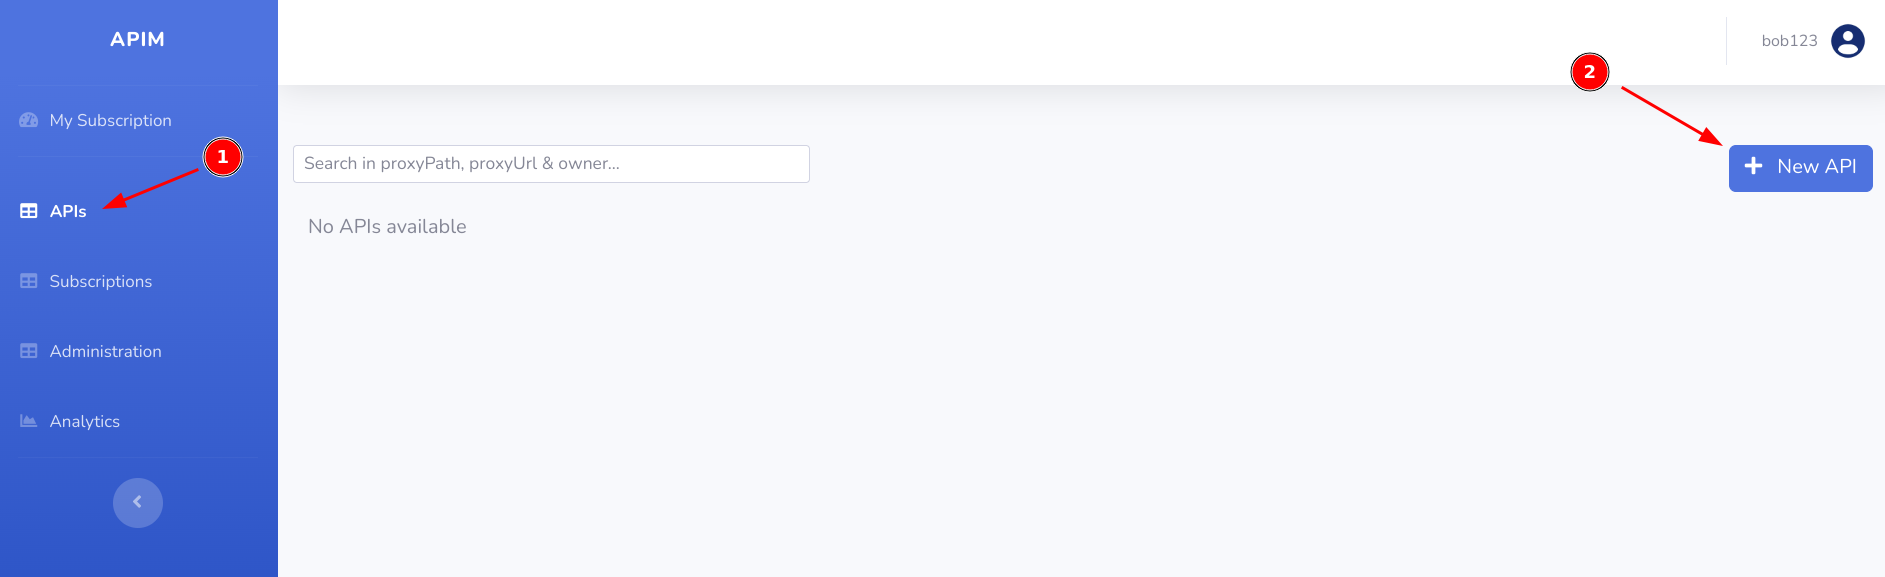 APIM
bob123
2
My Subscription
1
Search in proxyPath, proxyUrl & owner...
New API
APIs
No APIs available
Subscriptions
Administration
Analytics